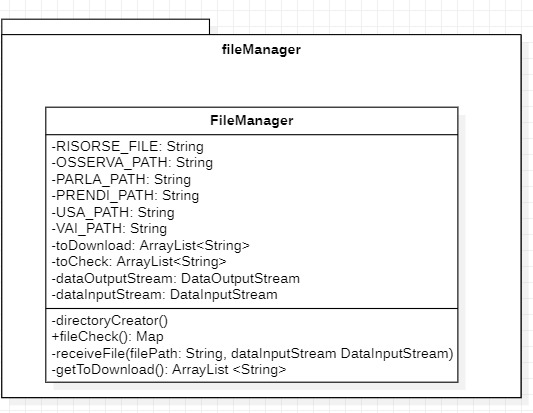 fileManager
FileManager
-RISORSE_FILE: String
-OSSERVA_PATH: String
-PARLA_PATH: String
-PRENDI_PATH: String
-USA_PATH: String
-VAI_PATH: String
-toDownload: ArrayList<String>
-toCheck: ArrayList<String>
-dataOutputStream: DataOutputStream
-dataInputStream: DataInputStream
-directoryCreator()
+fileCheck(): Map
-receiveFile(filePath: String, dataInputStream DataInputStream)
-getToDownload(): ArrayList <String>